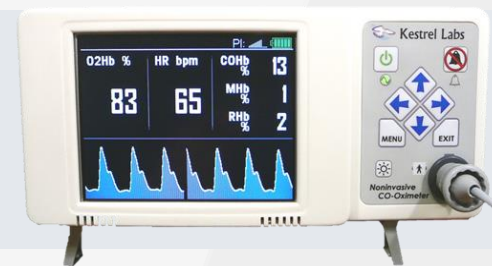 Kestrel Labs
PI:
O2Hb % HR bpm COHb % 13
83 65 MHb % 1
RHb % 2
MENU EXIT
Noninvasive
CO-Oximeter